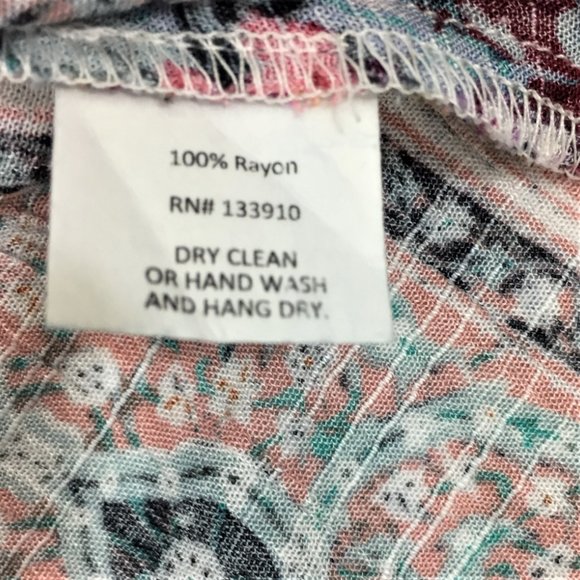 100% Rayon
RN# 133910
DRY CLEAN
OR HAND WASH
AND HANG DRY.